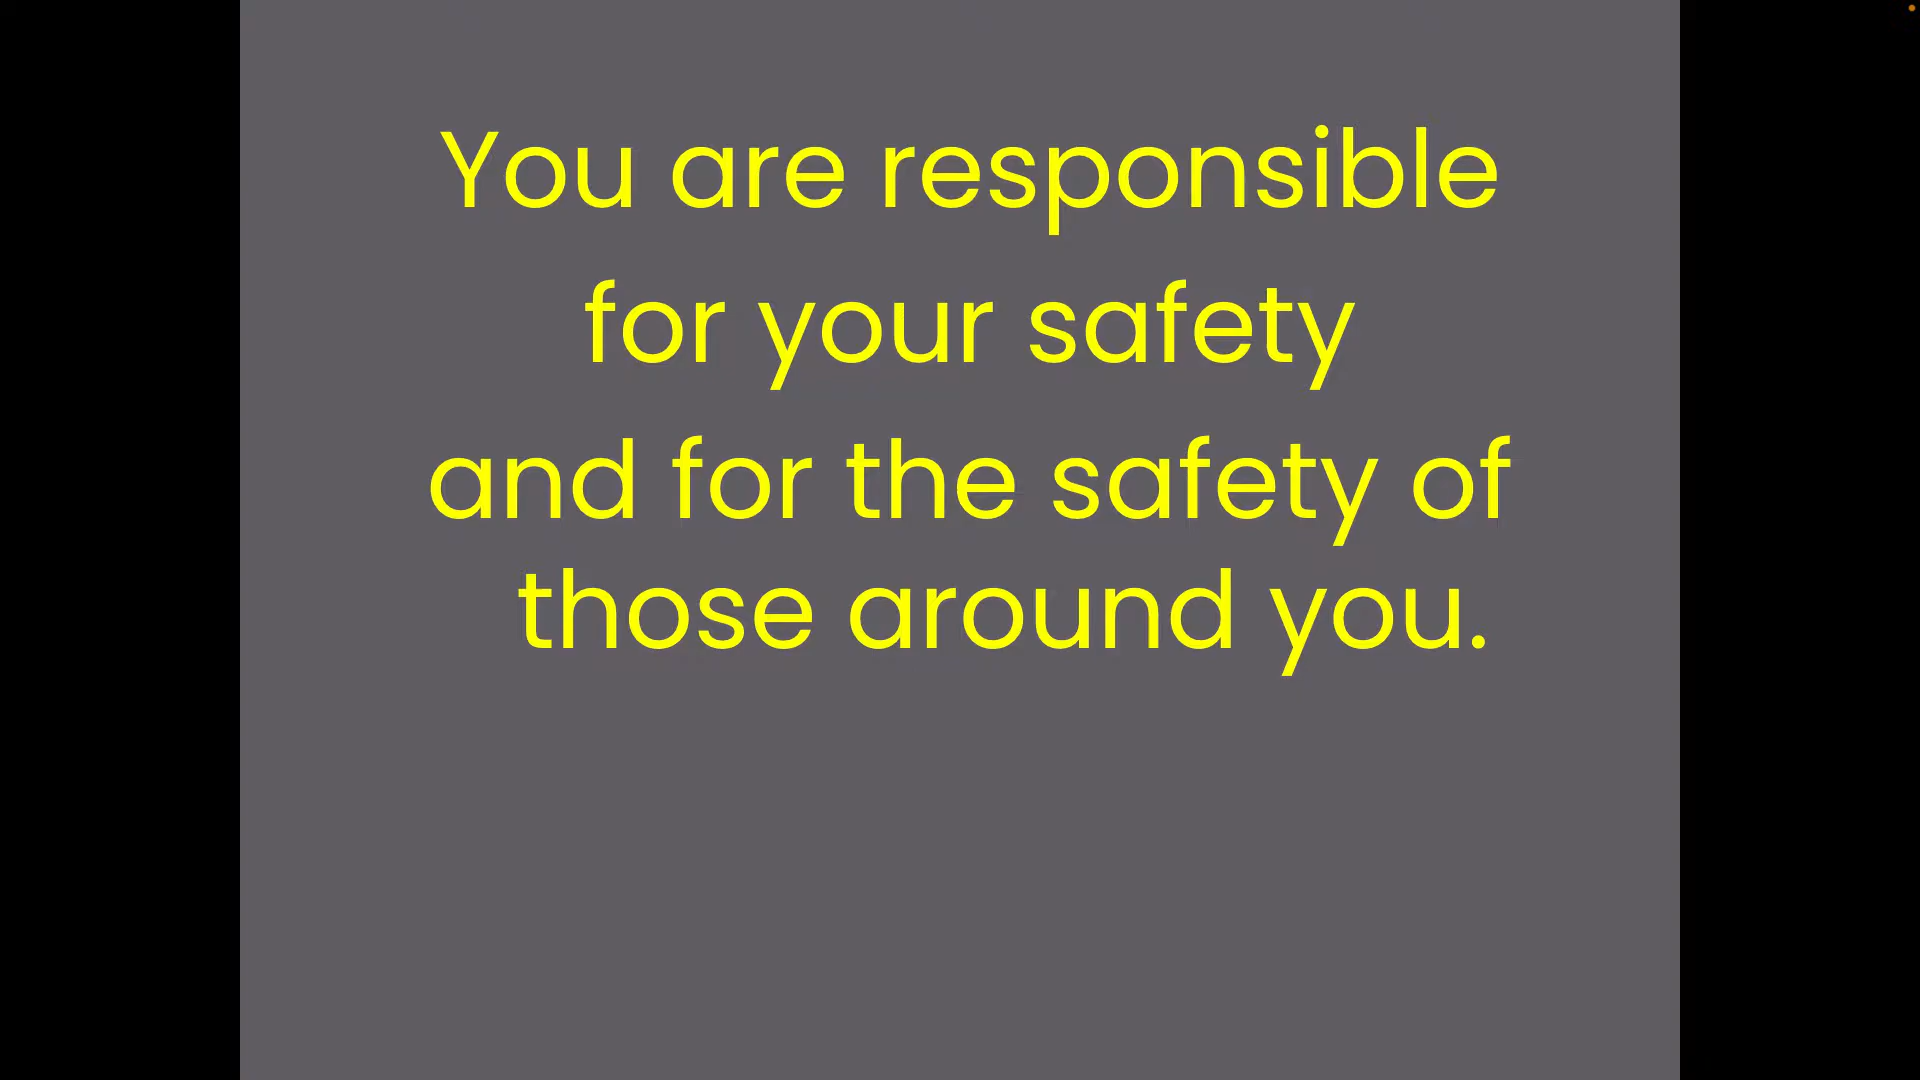 You are responsible
for your safety
and for the safety of
those around you.